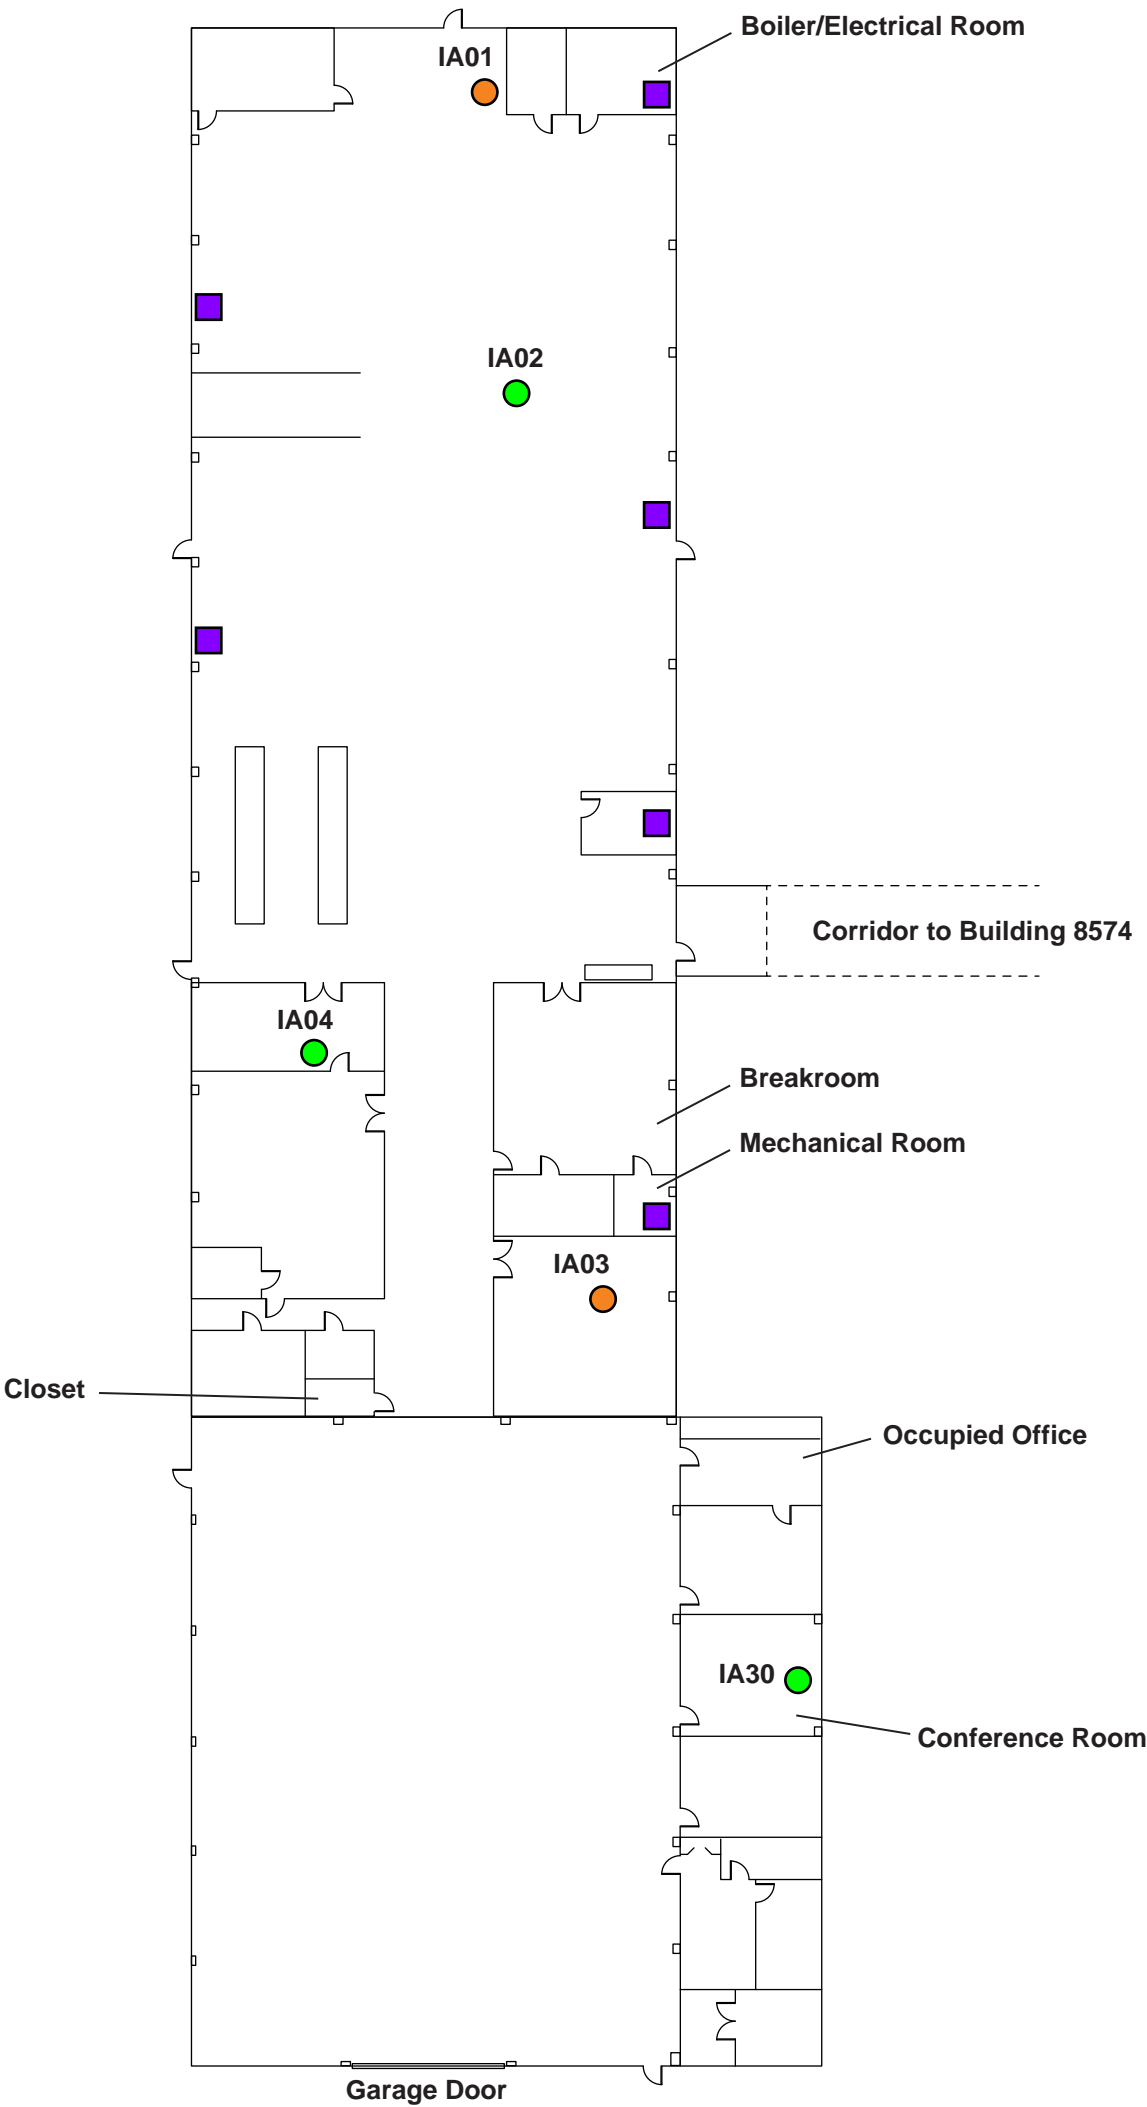 Boiler/Electrical Room
IA01
IA02
Corridor to Building 8574
IA04
Breakroom
Mechanical Room
IA03
Closet
Occupied Office
IA30
Conference Room
Garage Door